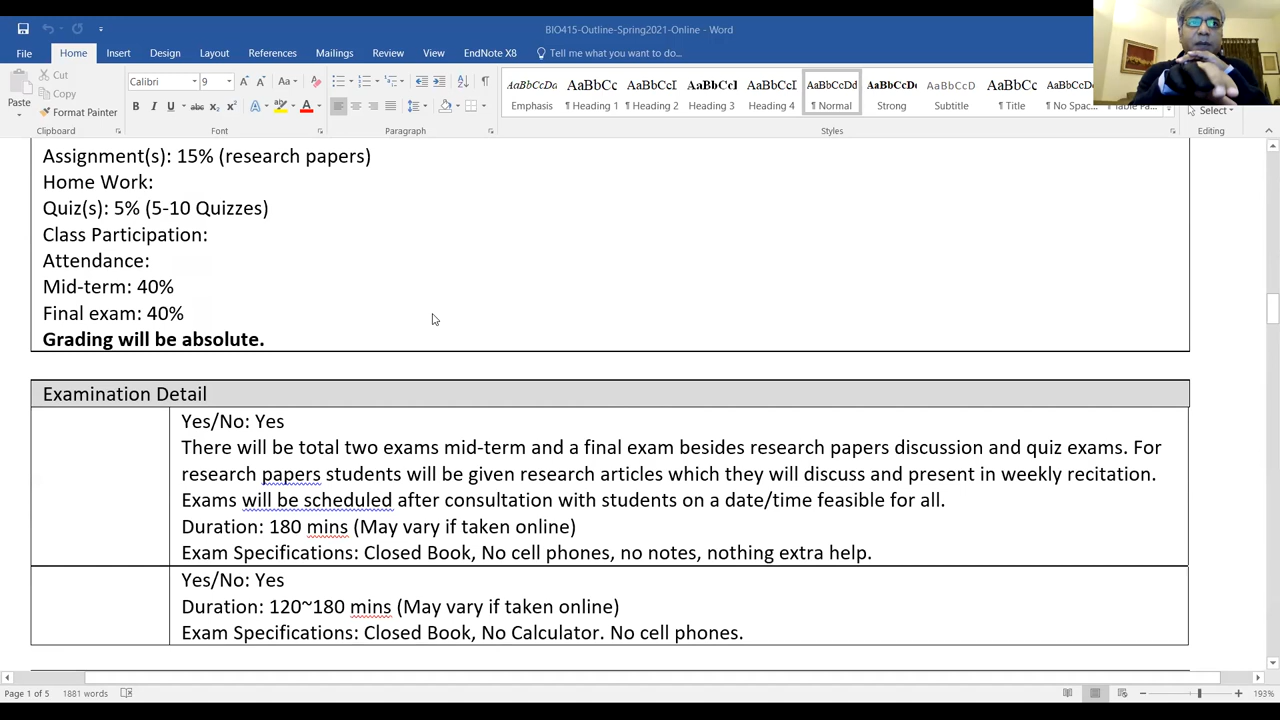 BIO415-Outline-Spring2021-Online - Word
File Home Insert Design Layout References Mailings Review View EndNote X8 Tell me what you want to do...
Paste
Cut
Copy
Format Painter
Clipboard
Calibri 9
Font
Paragraph
AaBbCcDc AaBbCc AaBbCcI AaBbCcI AaBbCcI AaBbCcDd AaBbCcDc AaBbCcDd AaBbCc
Emphasis ¶ Heading 1 ¶ Heading 2 Heading 3 Heading 4 ¶ Normal Strong Subtitle ¶ Title ¶ No Spac...
Styles
Select
Editing
Assignment(s): 15% (research papers)
Home Work:
Quiz(s): 5% (5-10 Quizzes)
Class Participation:
Attendance:
Mid-term: 40%
Final exam: 40%
Grading will be absolute.
Examination Detail
Yes/No: Yes
There will be total two exams mid-term and a final exam besides research papers discussion and quiz exams. For
research papers students will be given research articles which they will discuss and present in weekly recitation.
Exams will be scheduled after consultation with students on a date/time feasible for all.
Duration: 180 mins (May vary if taken online)
Exam Specifications: Closed Book, No cell phones, no notes, nothing extra help.
Yes/No: Yes
Duration: 120~180 mins (May vary if taken online)
Exam Specifications: Closed Book, No Calculator. No cell phones.
Page 1 of 5 1881 words 193%